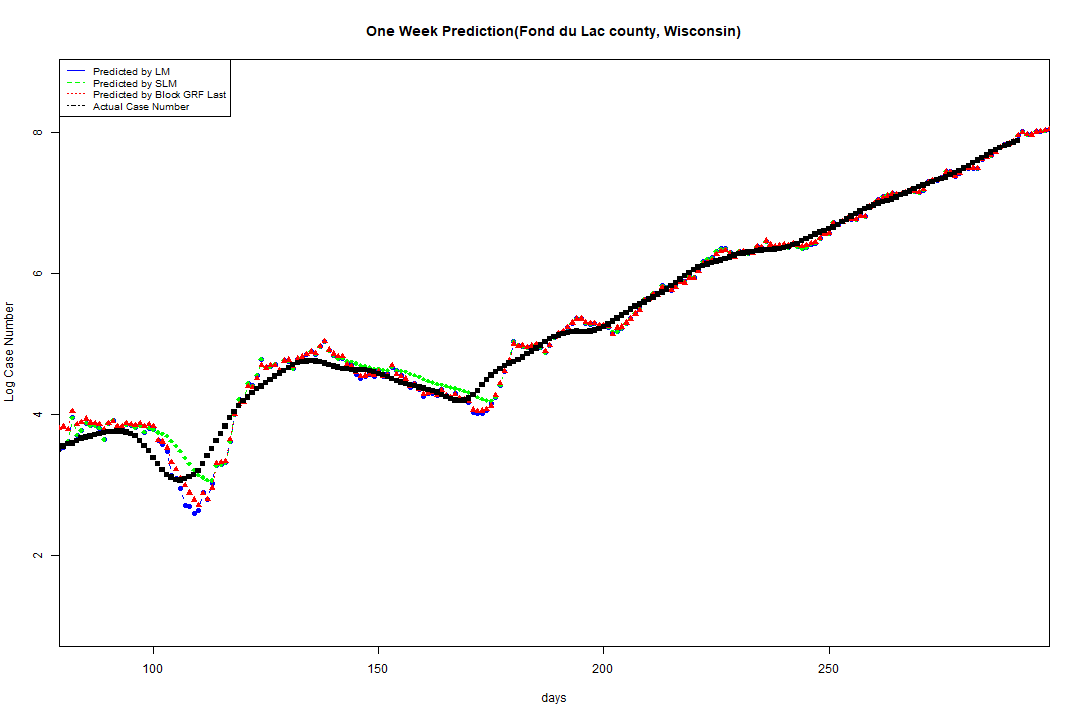 One Week Prediction(Fond du Lac county, Wisconsin)
Predicted by LM
Predicted by SLM
Predicted by Block GRF Last
Actual Case Number
8
6
4
2
Log Case Number
100 150 200 250
days